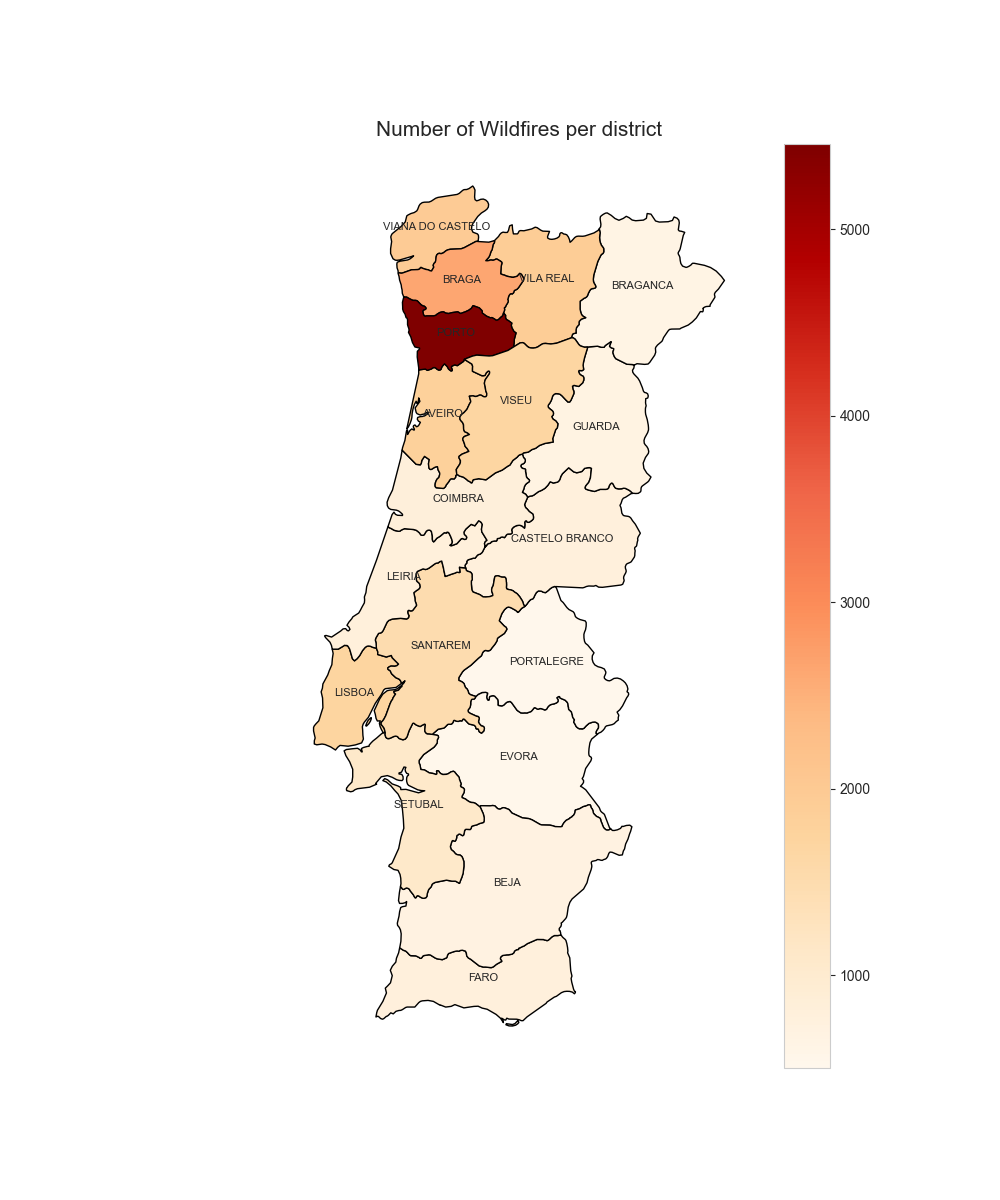 Number of Wildfires per district
VIANA DO CASTELO
BRAGA
VILA REAL
BRAGANCA
PORTO
AVEIRO
VISEU
GUARDA
COIMBRA
CASTELO BRANCO
LEIRIA
SANTAREM
PORTALEGRE
LISBOA
EVORA
SETUBAL
BEJA
FARO
5000
4000
3000
2000
1000